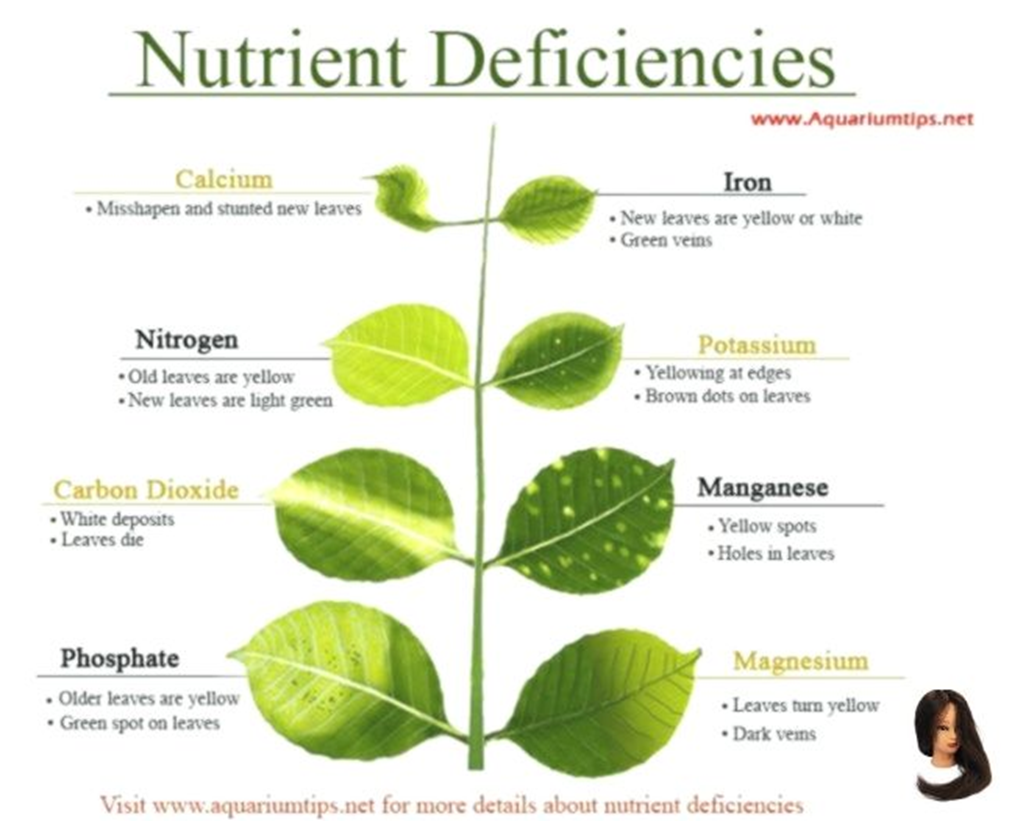 Nutrient Deficiencies
www.Aquariumtips.net
Calcium
• Misshapen and stunted new leaves
Iron
• New leaves are yellow or white
• Green veins
Nitrogen
• Old leaves are yellow
• New leaves are light green
Potassium
• Yellowing at edges
• Brown dots on leaves
Carbon Dioxide
• White deposits
• Leaves die
Manganese
• Yellow spots
• Holes in leaves
Phosphate
• Older leaves are yellow
• Green spot on leaves
Magnesium
• Leaves turn yellow
• Dark veins
Visit www.aquariumtips.net for more details about nutrient deficiencies